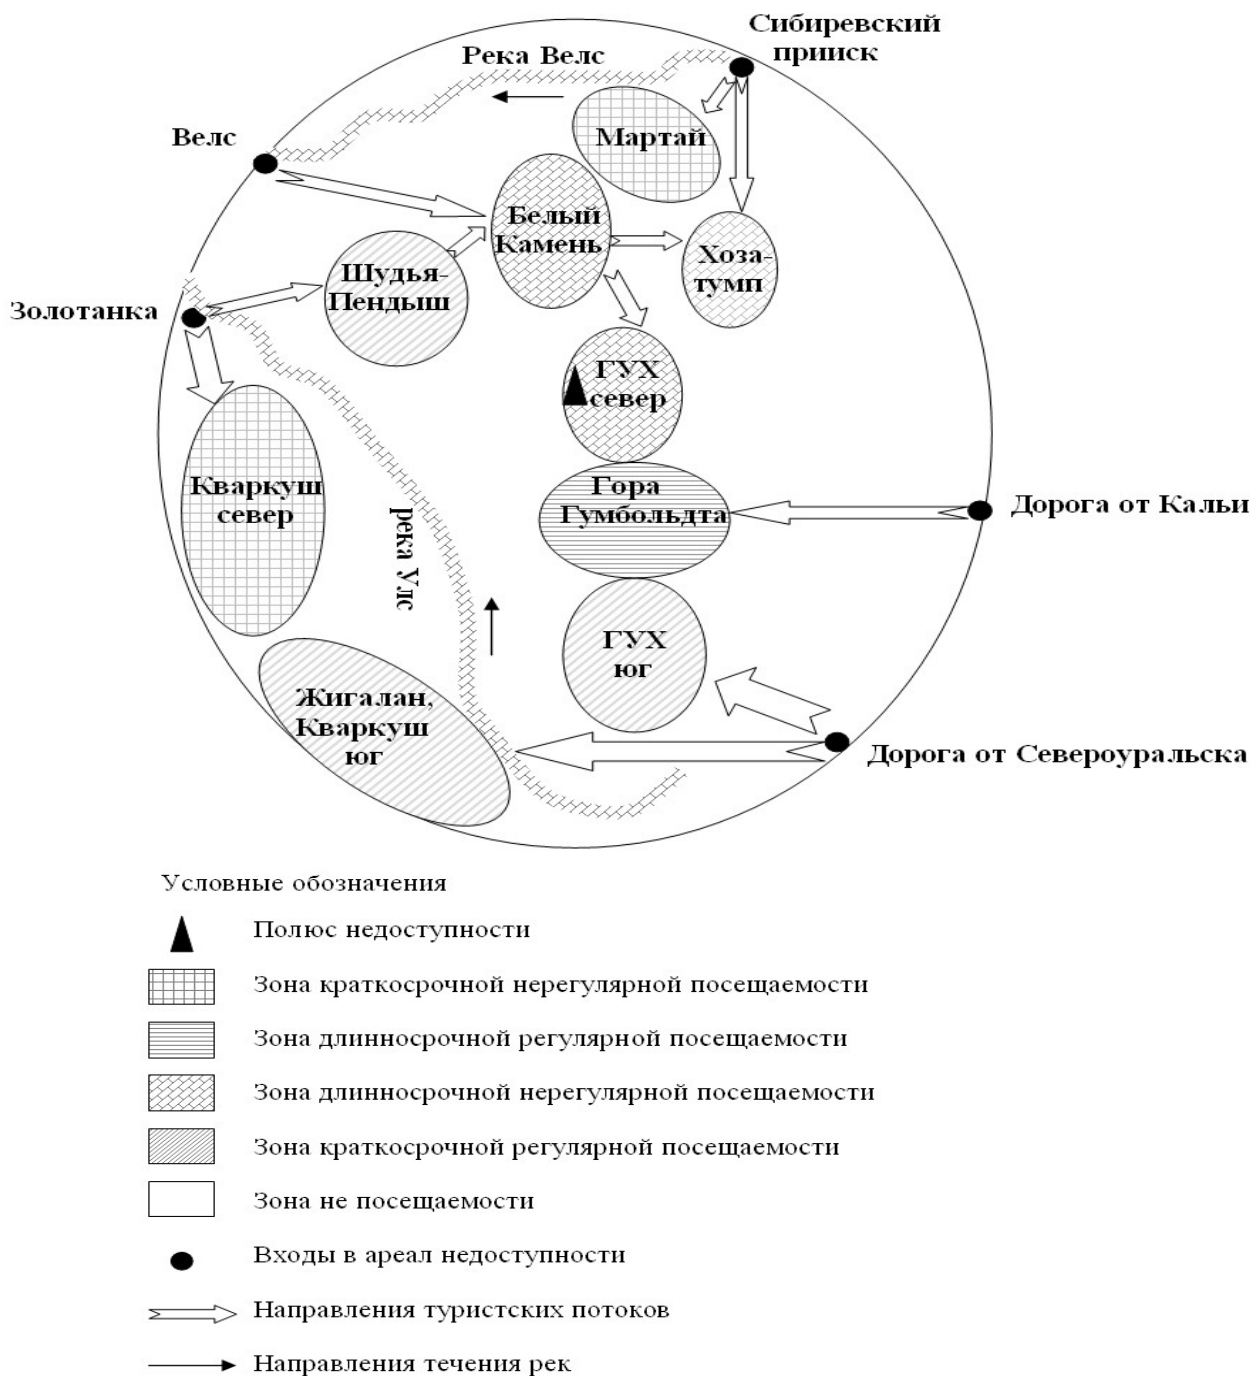 Сибиревский
прииск
Река Велс
Велс
Мартай
Белый
Камень
Хоза-
тумп
Шудья-
Пендыш
Золотанка
ГУХ
север
Кваркуш
север
река Улс
Гора
Гумбольдта
Дорога от Кальи
ГУХ
юг
Жигалан,
Кваркуш
юг
Дорога от Североуральска
Условные обозначения
Полюс недоступности
Зона краткосрочной нерегулярной посещаемости
Зона длинносрочной регулярной посещаемости
Зона длинносрочной нерегулярной посещаемости
Зона краткосрочной регулярной посещаемости
Зона не посещаемости
Входы в ареал недоступности
Направления туристских потоков
Направления течения рек